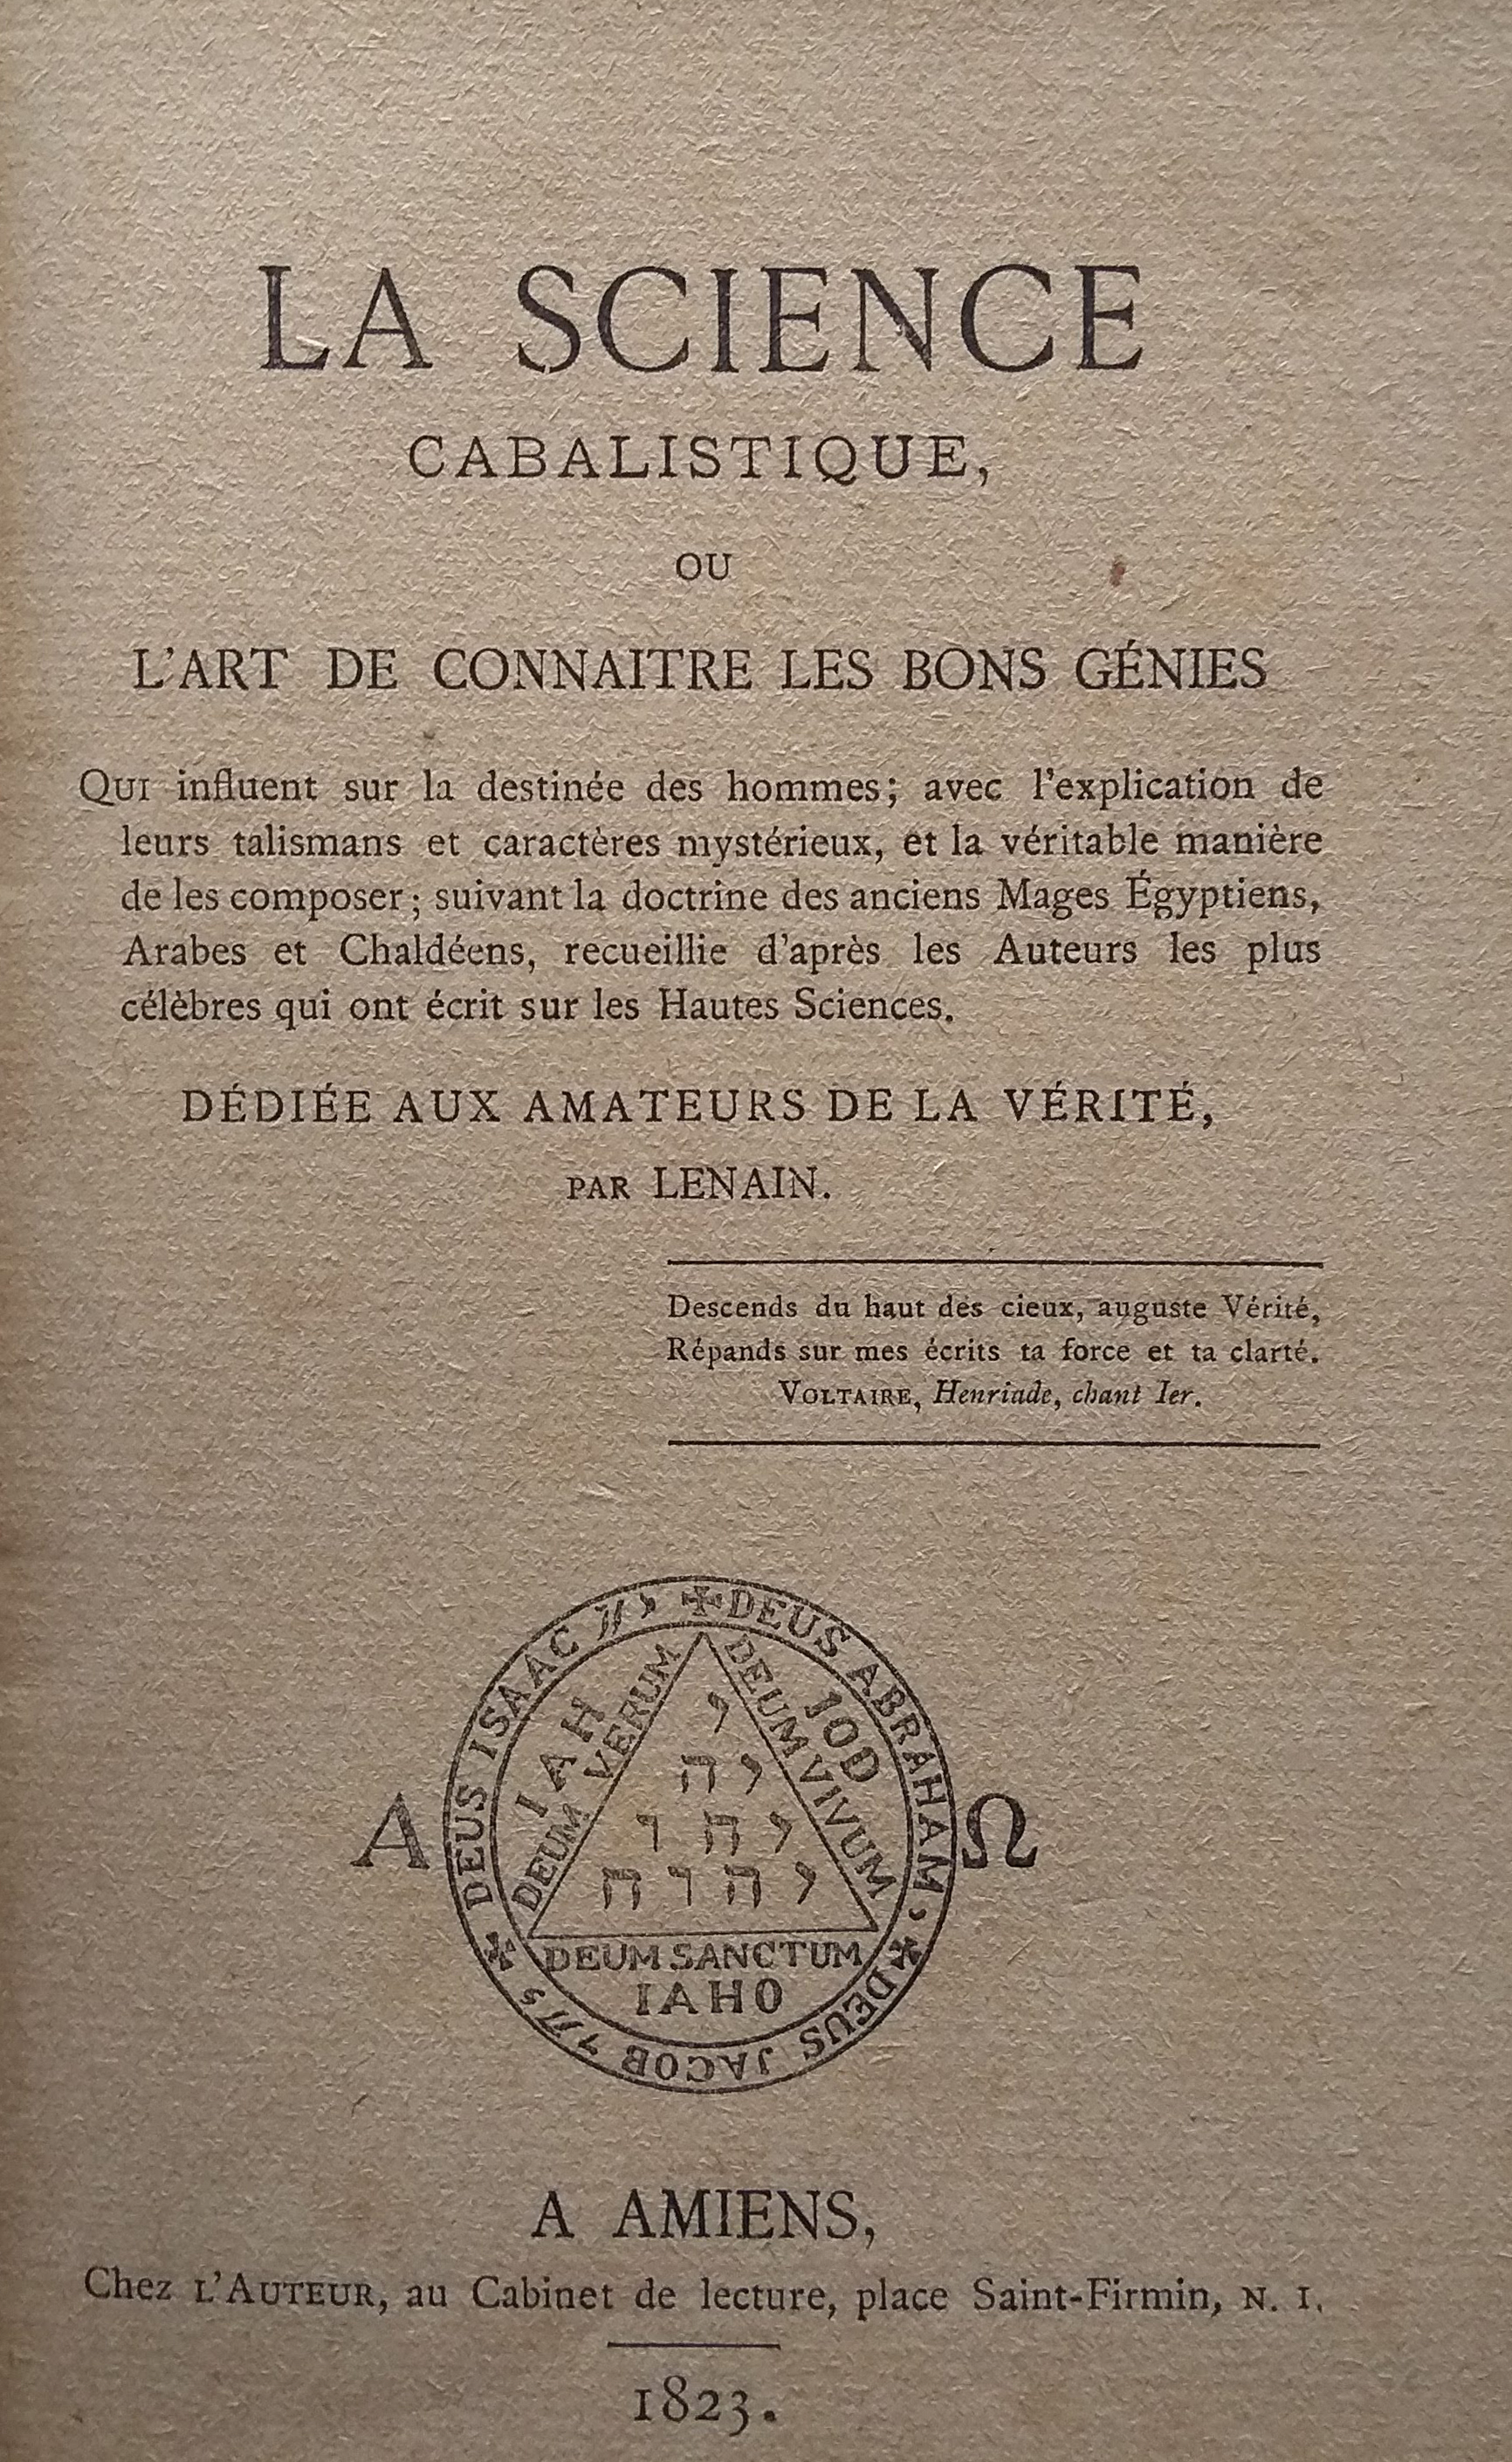 LA SCIENCE
CABALISTIQUE,
OU
L'ART DE CONNAITRE LES BONS GÉNIES
QUI influent sur la destinée des hommes; avec l'explication de
leurs talismans et caractères mystérieux, et la véritable manière
de les composer; suivant la doctrine des anciens Mages Égyptiens,
Arabes et Chaldéens, recueillie d'après les Auteurs les plus
célèbres qui ont écrit sur les Hautes Sciences.
DÉDIÉE AUX AMATEURS DE LA VÉRITÉ,
PAR LENAIN.
Descends du haut des cieux, auguste Vérité,
Répands sur mes écrits ta force et ta clarté.
VOLTAIRE, Henriade, chant Ier.
✠ DEUS ABRAHAM
DEUS JACOB
DEUS ISAAC
IOD
DEUM VIVUM
IAH
DEUM VERUM
י
יה
יהו
יהוה
DEUM SANCTUM
IAHO
A
Ω
A AMIENS,
Chez L'AUTEUR, au Cabinet de lecture, place Saint-Firmin, N. 1.
1823.